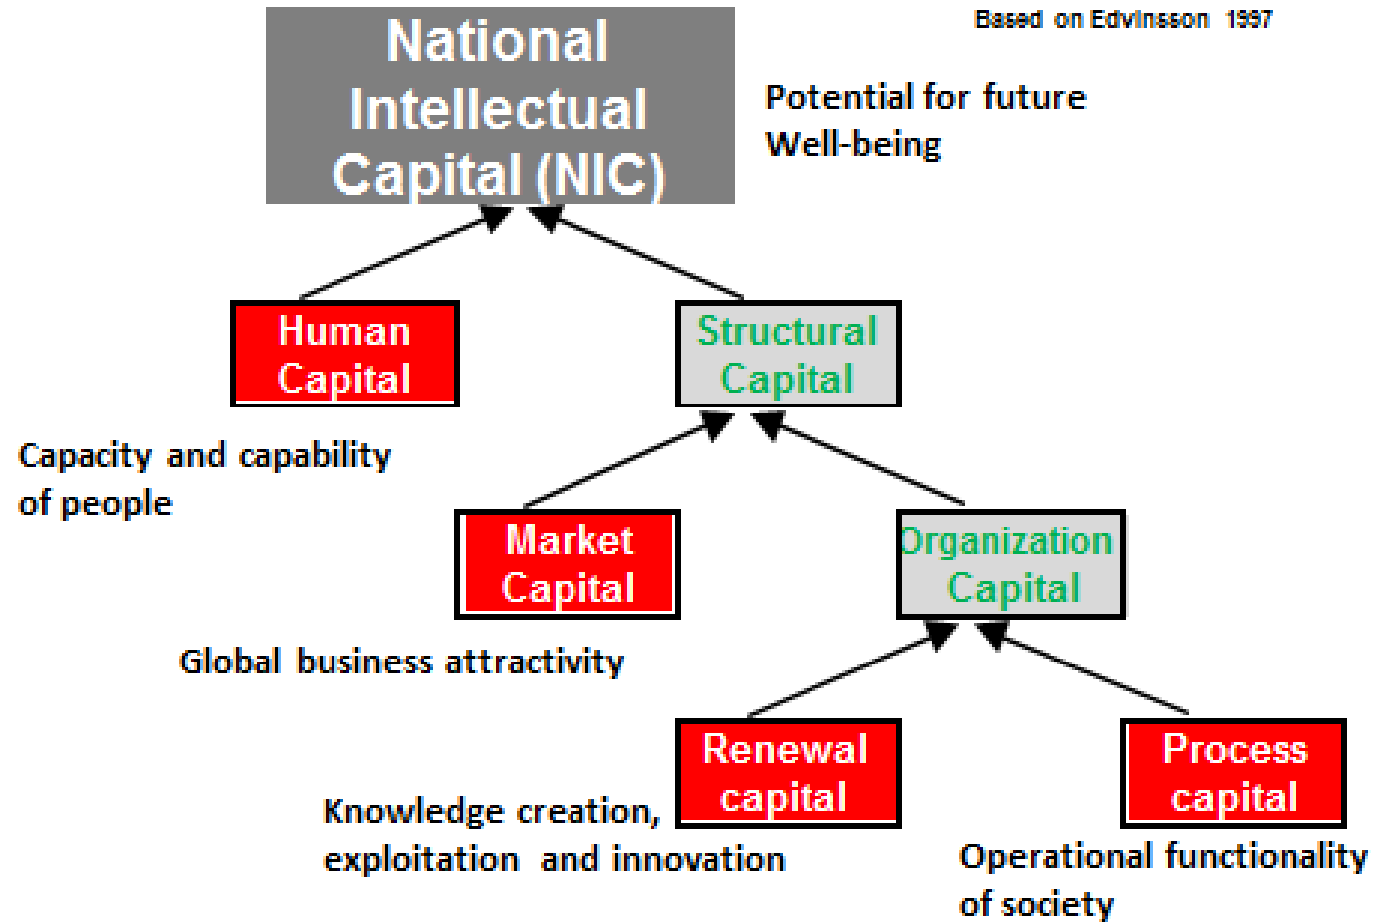 Based on Edvinsson 1997
National
Intellectual
Capital (NIC)
Potential for future
Well-being
Human
Capital
Structural
Capital
Capacity and capability
of people
Market
Capital
Organization
Capital
Global business attractivity
Renewal
capital
Process
capital
Knowledge creation,
exploitation and innovation
Operational functionality
of society